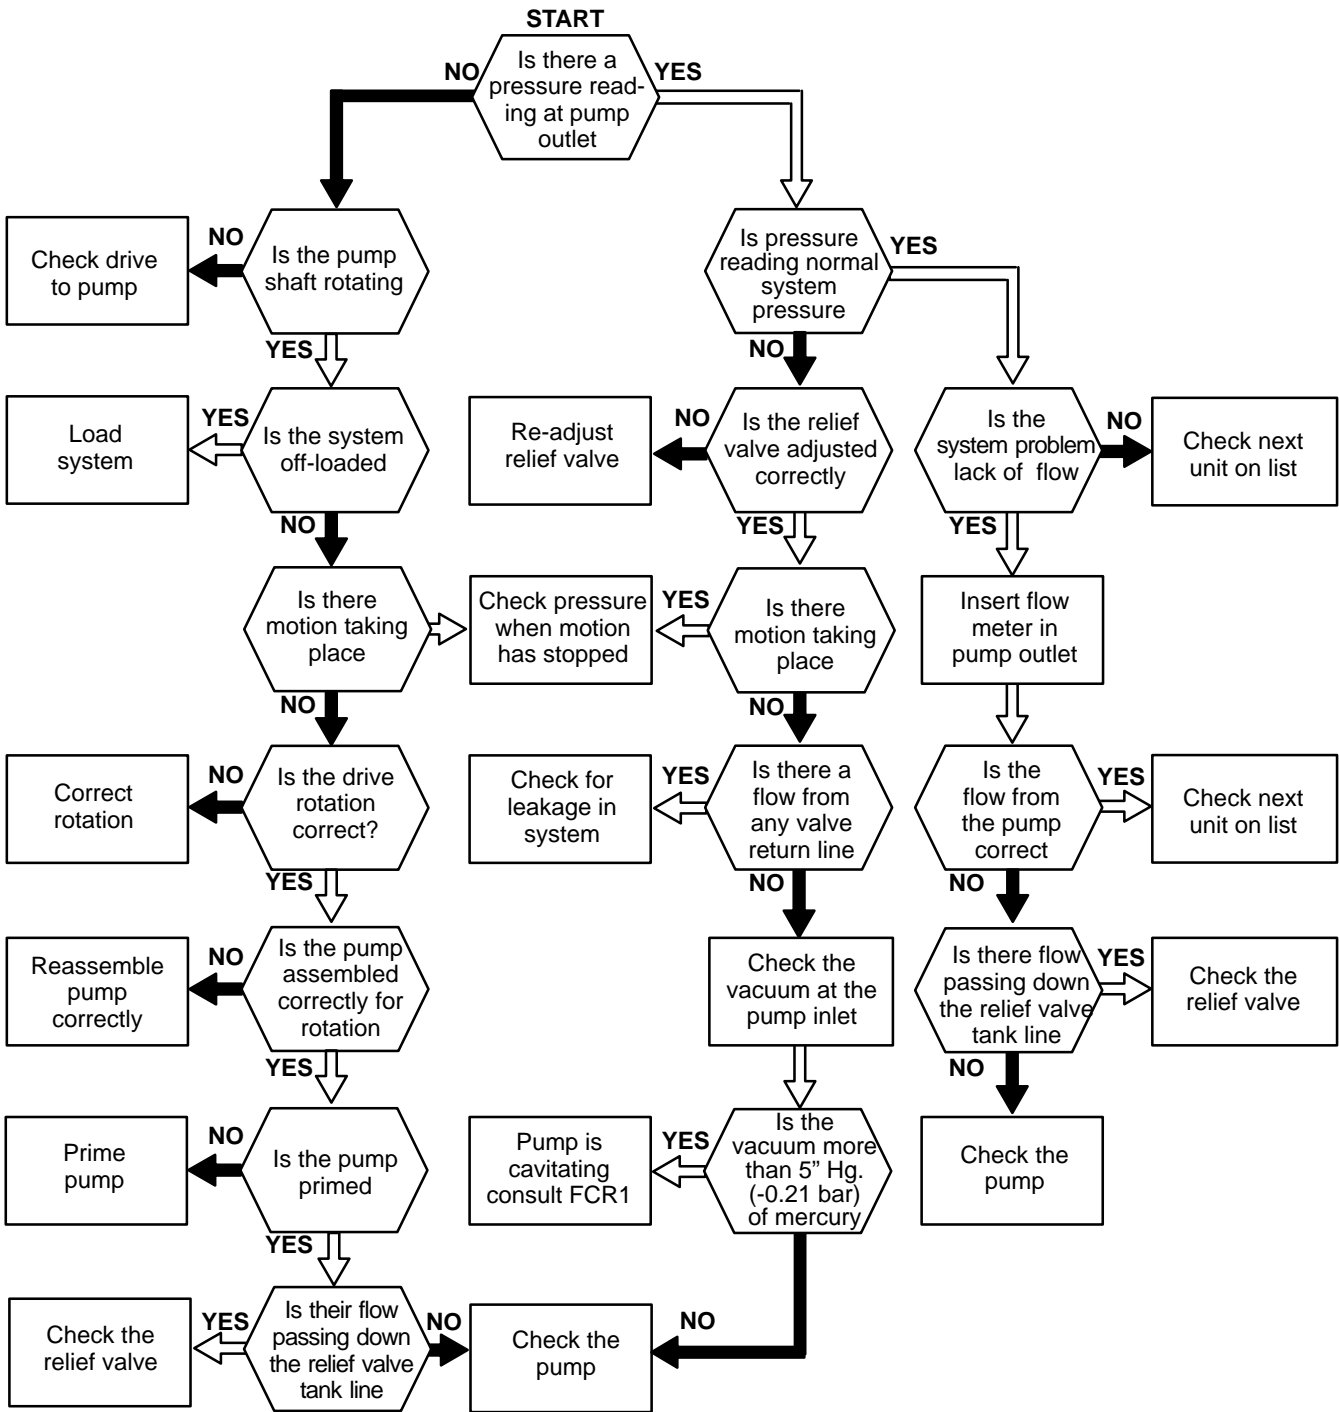 START
NO
YES
Is there a
pressure read-
ing at pump
outlet
NO
Check drive
to pump
Is the pump
shaft rotating
Is pressure
reading normal
system
pressure
YES
YES
NO
YES
Load
system
Is the system
off-loaded
NO
Re-adjust
relief valve
Is the relief
valve adjusted
correctly
Is the
system problem
lack of flow
NO
Check next
unit on list
NO
YES
YES
Is there
motion taking
place
Check pressure
when motion
has stopped
YES
Is there
motion taking
place
Insert flow
meter in
pump outlet
NO
NO
NO
Correct
rotation
Is the drive
rotation
correct?
YES
Check for
leakage in
system
Is there a
flow from
any valve
return line
Is the
flow from
the pump
correct
YES
Check next
unit on list
YES
NO
NO
NO
Reassemble
pump
correctly
Is the pump
assembled
correctly for
rotation
Check the
vacuum at the
pump inlet
Is there flow
passing down
the relief valve
tank line
YES
Check the
relief valve
YES
NO
NO
Prime
pump
Is the pump
primed
YES
Pump is
cavitating
consult FCR1
Is the
vacuum more
than 5” Hg.
(-0.21 bar)
of mercury
Check the
pump
YES
YES
Check the
relief valve
Is their flow
passing down
the relief valve
tank line
NO
Check the
pump
NO